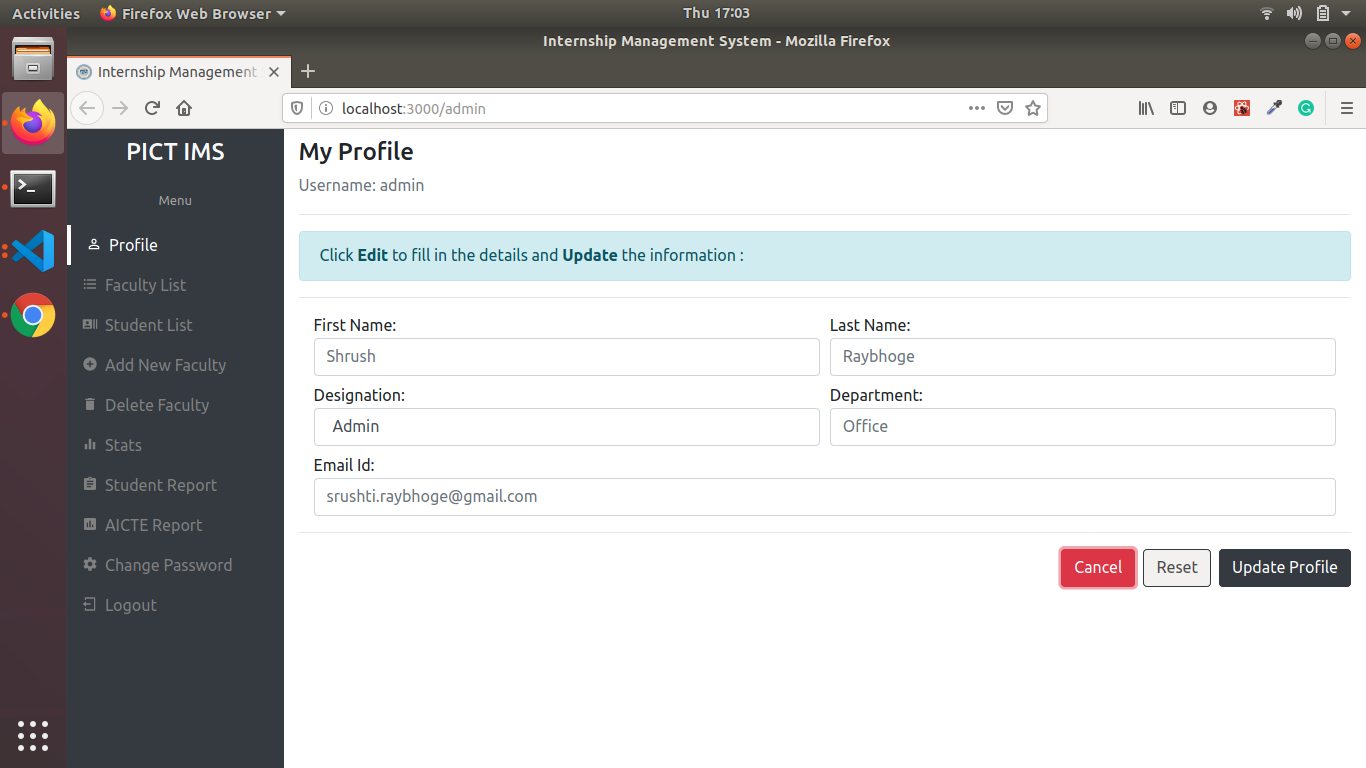 Activities Firefox Web Browser Thu 17:03
Internship Management System - Mozilla Firefox
Internship Management
localhost:3000/admin
PICT IMS
Menu
Profile
Faculty List
Student List
Add New Faculty
Delete Faculty
Stats
Student Report
AICTE Report
Change Password
Logout
My Profile
Username: admin
Click Edit to fill in the details and Update the information :
First Name: Last Name:
Shrush Raybhoge
Designation: Department:
Admin Office
Email Id:
srushti.raybhoge@gmail.com
Cancel Reset Update Profile